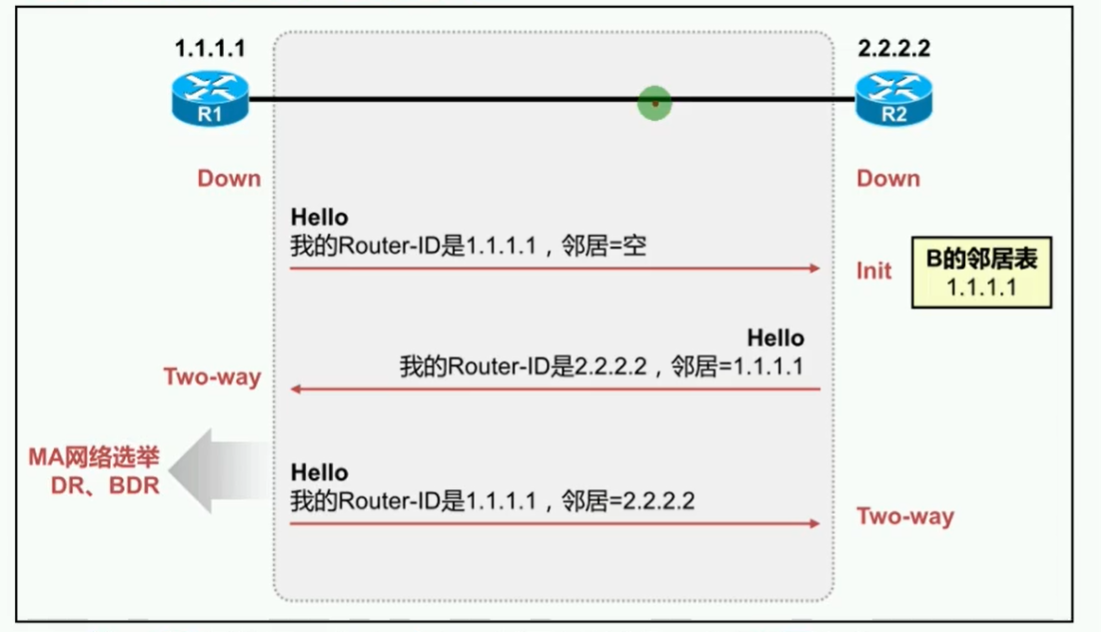 1.1.1.1
2.2.2.2
R1
R2
Down
Down
Hello
我的Router-ID是1.1.1.1，邻居=空
Init
B的邻居表
1.1.1.1
Hello
我的Router-ID是2.2.2.2，邻居=1.1.1.1
Two-way
MA网络选举
DR、BDR
Hello
我的Router-ID是1.1.1.1，邻居=2.2.2.2
Two-way